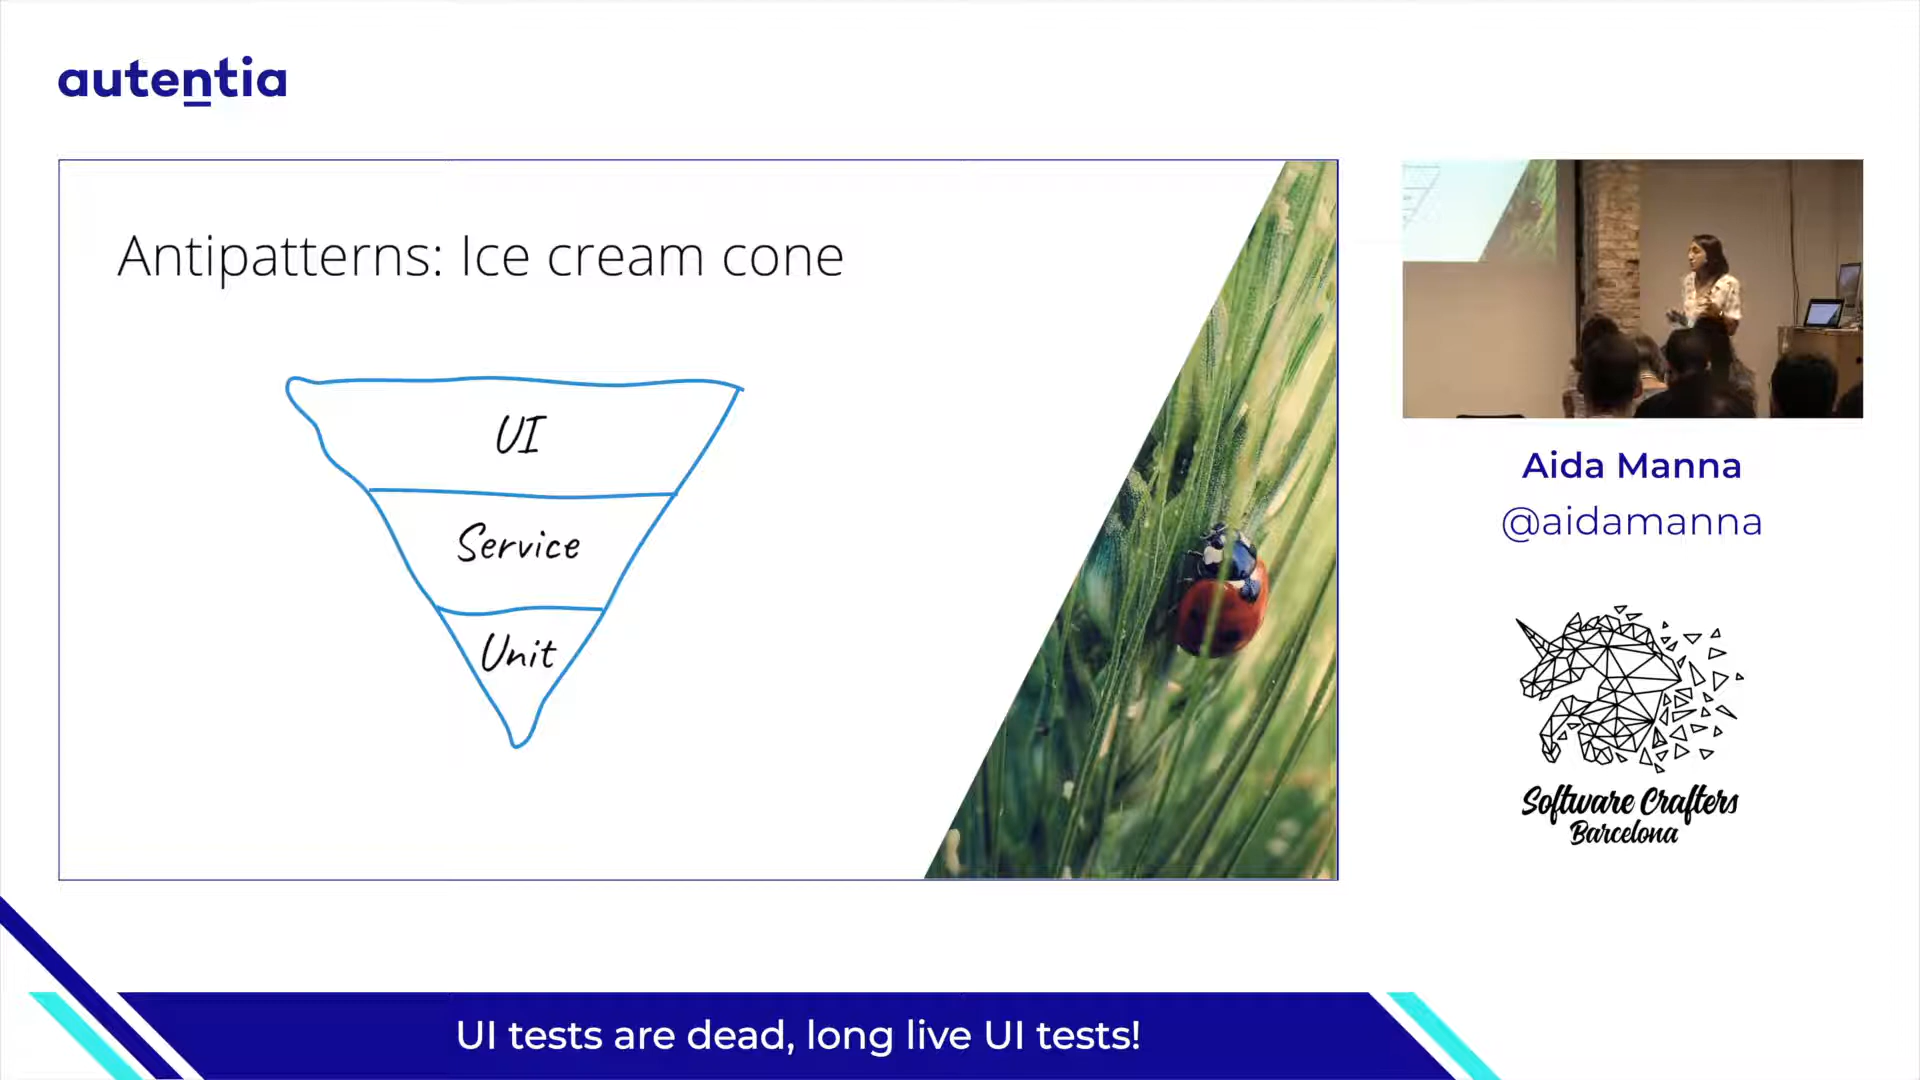 autentia
Antipatterns: Ice cream cone
UI
Service
Unit
Aida Manna
@aidamanna
Software Crafters
Barcelona
UI tests are dead, long live UI tests!